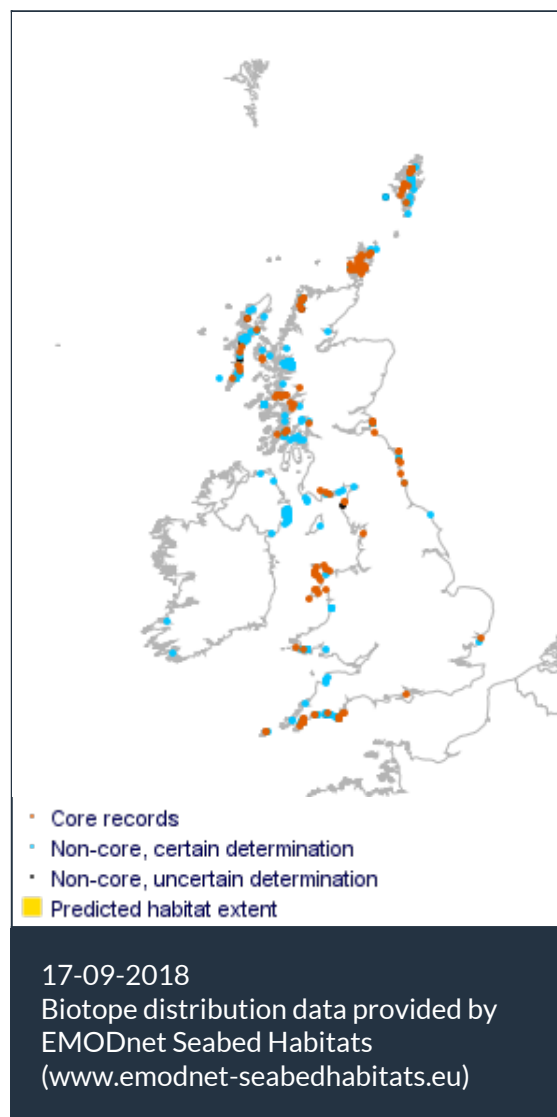 Core records
Non-core, certain determination
Non-core, uncertain determination
Predicted habitat extent
17-09-2018
Biotope distribution data provided by
EMODnet Seabed Habitats
(www.emodnet-seabedhabitats.eu)